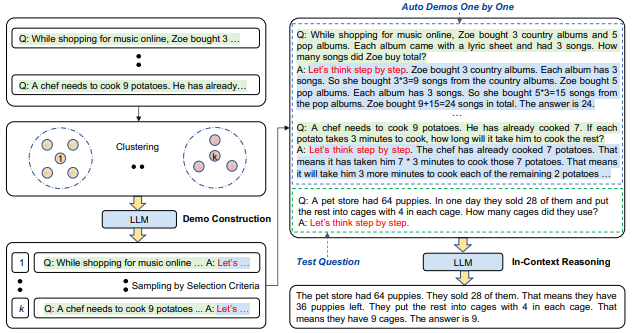 Auto Demos One by One
Q: While shopping for music online, Zoe bought 3 …
Q: A chef needs to cook 9 potatoes. He has already…
1
Clustering
k
LLM
Demo Construction
1
Q: While shopping for music online ... A: Let's …
Sampling by Selection Criteria
k
Q: A chef needs to cook 9 potatoes ... A: Let's …
Q: While shopping for music online, Zoe bought 3 country albums and 5
pop albums. Each album came with a lyric sheet and had 3 songs. How
many songs did Zoe buy total?
A: Let's think step by step. Zoe bought 3 country albums. Each album has 3
songs. So she bought 3*3=9 songs from the country albums. Zoe bought 5
pop albums. Each album has 3 songs. So she bought 5*3=15 songs from
the pop albums. Zoe bought 9+15=24 songs in total. The answer is 24.
…
Q: A chef needs to cook 9 potatoes. He has already cooked 7. If each
potato takes 3 minutes to cook, how long will it take him to cook the rest?
A: Let's think step by step. The chef has already cooked 7 potatoes. That
means it has taken him 7 * 3 minutes to cook those 7 potatoes. That means
it will take him 3 more minutes to cook each of the remaining 2 potatoes …
Q: A pet store had 64 puppies. In one day they sold 28 of them and put
the rest into cages with 4 in each cage. How many cages did they use?
A: Let's think step by step.
Test Question
LLM
In-Context Reasoning
The pet store had 64 puppies. They sold 28 of them. That means they have
36 puppies left. They put the rest into cages with 4 in each cage. That
means they have 9 cages. The answer is 9.